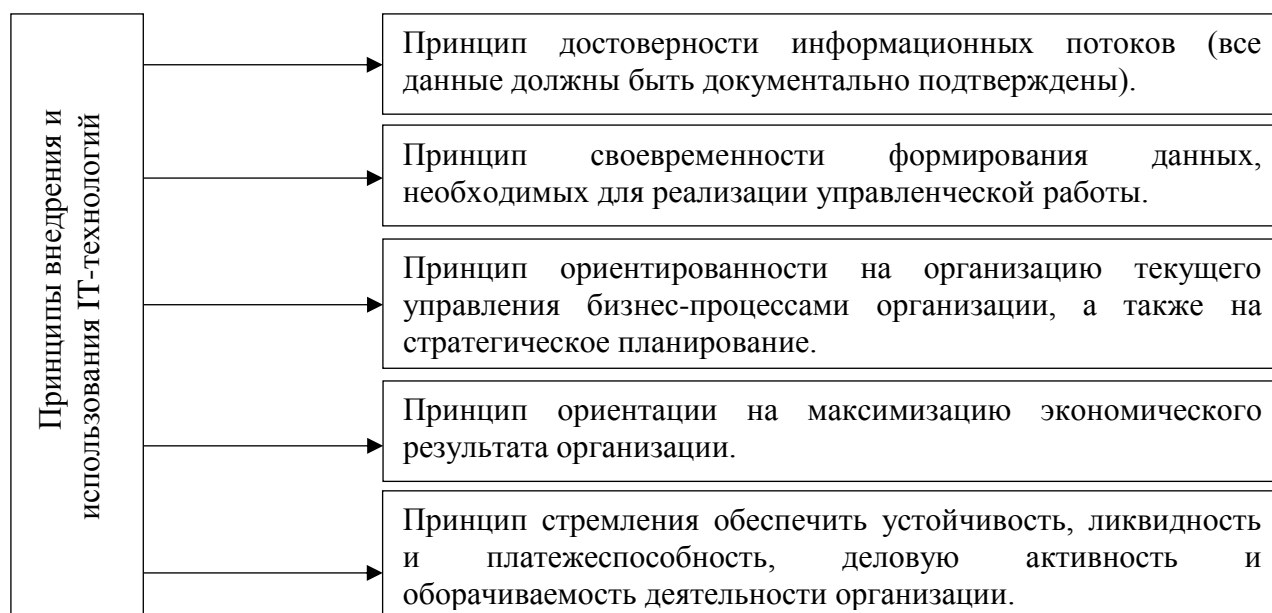 Принципы внедрения и
использования IT-технологий
Принцип достоверности информационных потоков (все
данные должны быть документально подтверждены).
Принцип своевременности формирования данных,
необходимых для реализации управленческой работы.
Принцип ориентированности на организацию текущего
управления бизнес-процессами организации, а также на
стратегическое планирование.
Принцип ориентации на максимизацию экономического
результата организации.
Принцип стремления обеспечить устойчивость, ликвидность
и платежеспособность, деловую активность и
оборачиваемость деятельности организации.